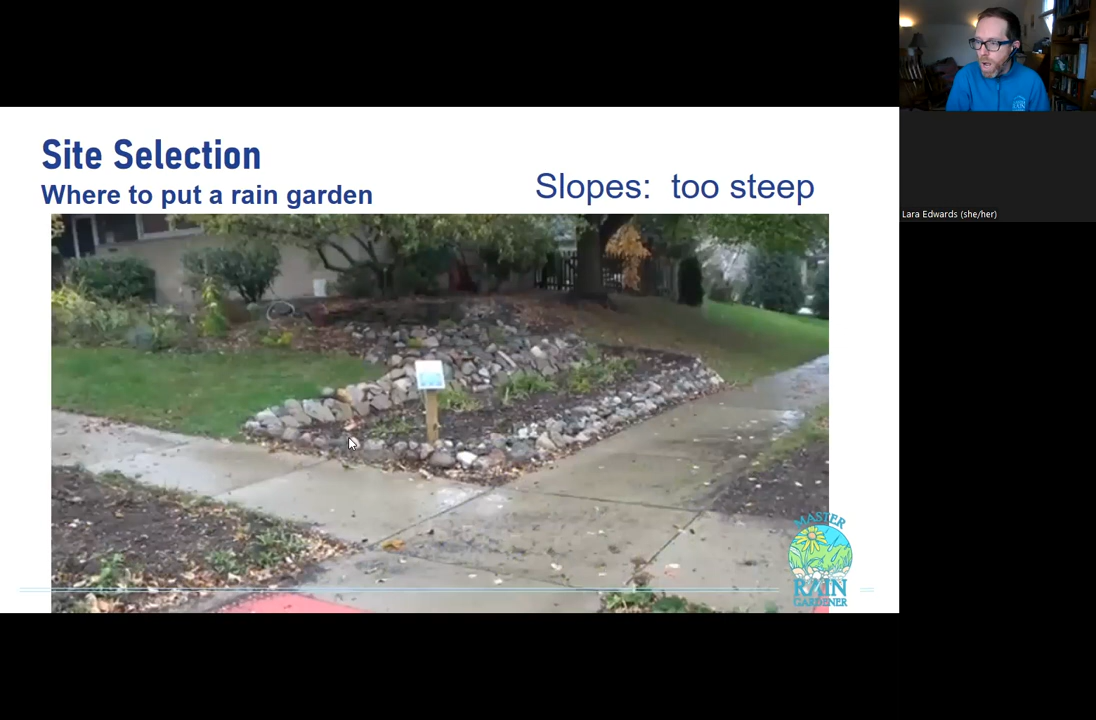 Site Selection
Where to put a rain garden
Slopes:  too steep
Lara Edwards (she/her)
MASTER
RAIN
GARDENER